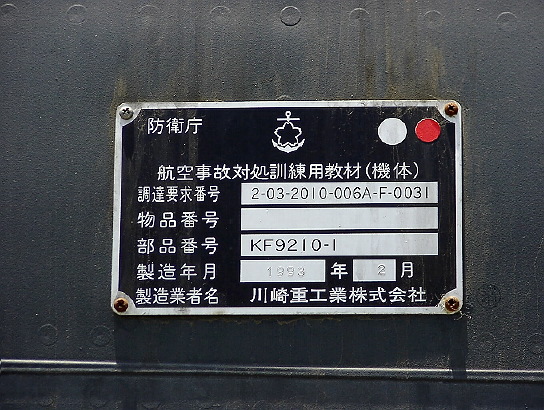 防衛庁
航空事故対処訓練用教材(機体)
調達要求番号 2-03-2010-006A-F-0031
物品番号
部品番号 KF9210-1
製造年月 1993 年 2 月
製造業者名 川崎重工業株式会社